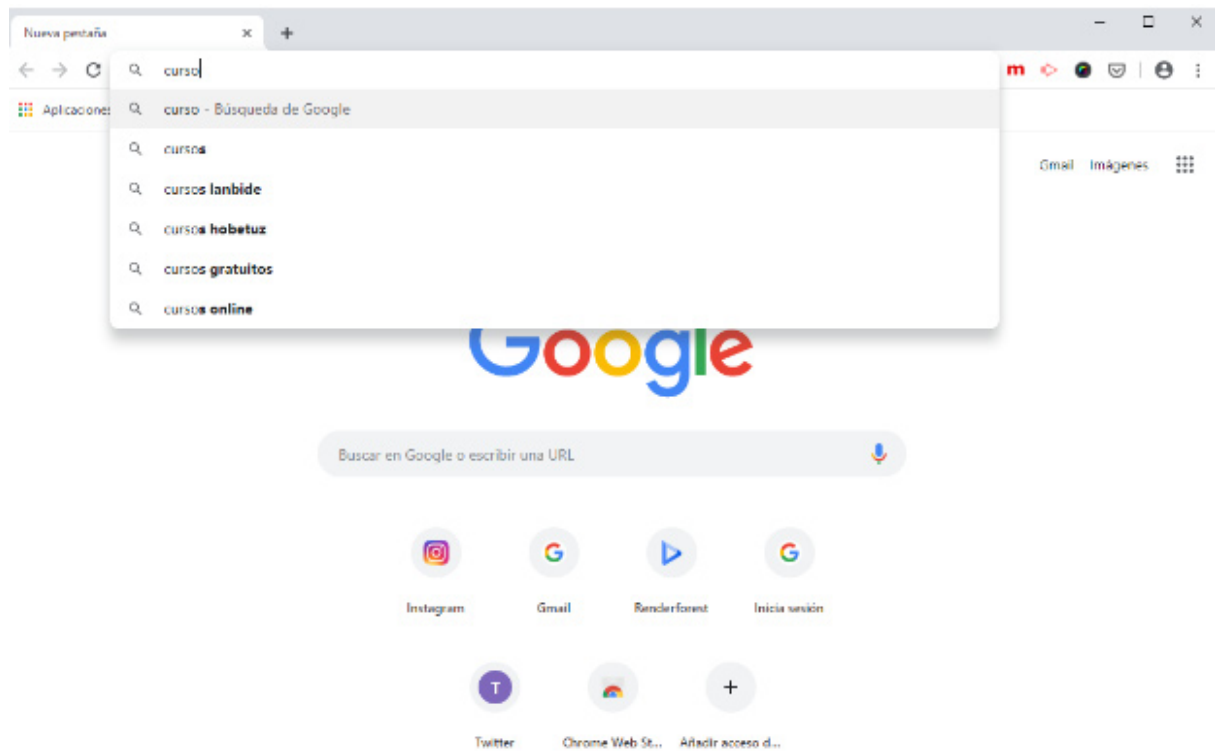 Nueva pestaña
curso
Aplicaciones
curso - Búsqueda de Google
cursos
cursos lanbide
cursos hobetuz
cursos gratuitos
cursos online
Gmail Imágenes
Google
Buscar en Google o escribir una URL
Instagram Gmail Renderforest Inicia sesión
T
Twitter Chrome Web St... Añadir acceso d...